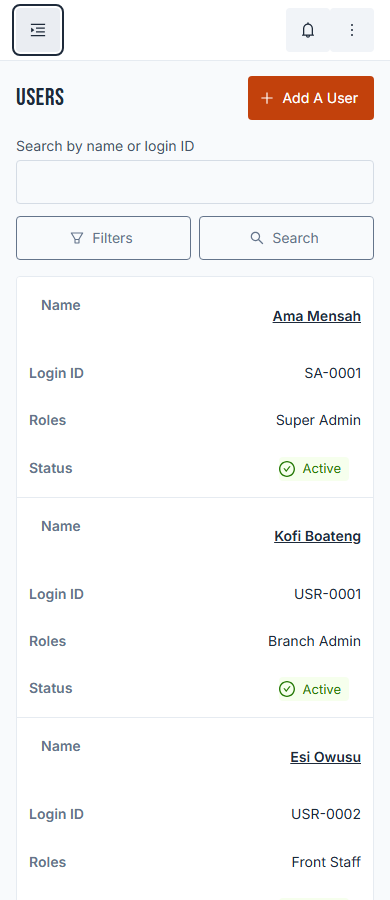 USERS
Add A User
Search by name or login ID
Filters
Search
Name
Ama Mensah
Login ID
SA-0001
Roles
Super Admin
Status
Active
Name
Kofi Boateng
Login ID
USR-0001
Roles
Branch Admin
Status
Active
Name
Esi Owusu
Login ID
USR-0002
Roles
Front Staff